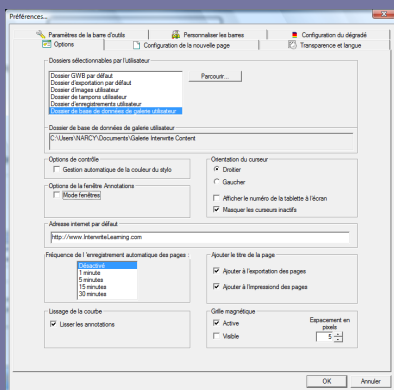 Préférences...
Paramètres de la barre d'outils
Personnaliser les barres
Configuration du dégradé
Options
Configuration de la nouvelle page
Transparence et langue
Dossiers sélectionnables par l'utilisateur
Dossier GWB par défaut
Dossier d'exportation par défaut
Dossier d'images utilisateur
Dossier de tampons utilisateur
Dossier d'enregistrements utilisateur
Dossier de base de données de galerie utilisateur
Parcourir...
Dossier de base de données de galerie utilisateur
C:\Users\NARCY\Documents\Galerie Interwrite Content
Options de contrôle
Gestion automatique de la couleur du stylo
Orientation du curseur
Droitier
Gaucher
Afficher le numéro de la tablette à l'écran
Masquer les curseurs inactifs
Options de la fenêtre Annotations
Mode fenêtres
Adresse internet par défaut
http://www.InterwriteLearning.com
Fréquence de l'enregistrement automatique des pages :
Désactivé
1 minute
5 minutes
15 minutes
30 minutes
Ajouter le titre de la page
Ajouter à l'exportation des pages
Ajouter à l'Impressiond des pages
Lissage de la courbe
Lisser les annotations
Grille magnétique
Active
Visible
Espacement en
pixels
5
OK
Annuler